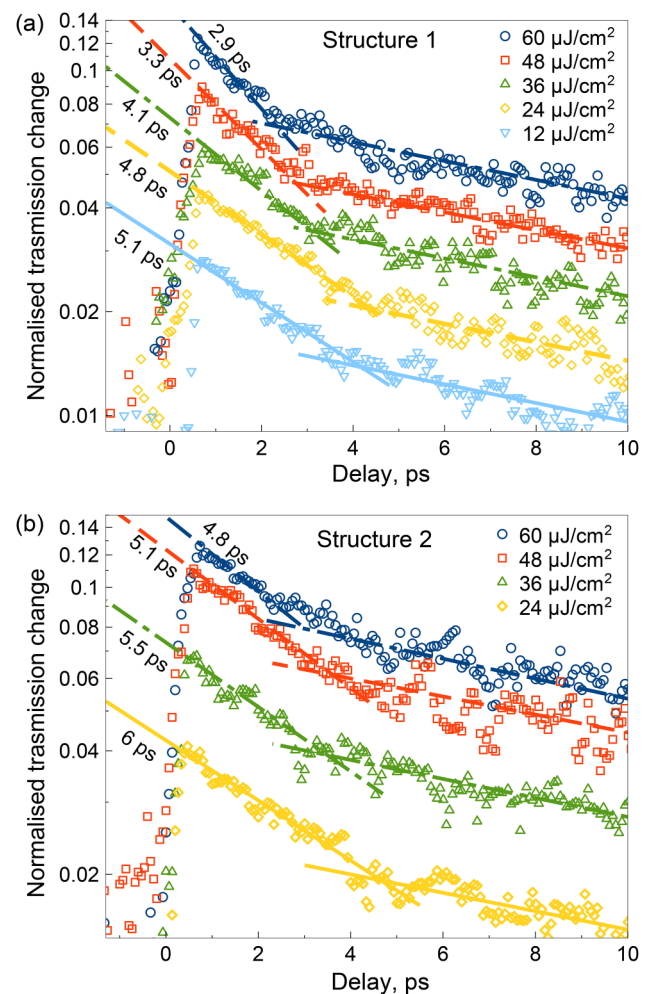 (a)
Structure 1
60 µJ/cm²
48 µJ/cm²
36 µJ/cm²
24 µJ/cm²
12 µJ/cm²
2.9 ps
3.3 ps
4.1 ps
4.8 ps
5.1 ps
Normalised trasmission change
0.14
0.12
0.1
0.08
0.06
0.04
0.02
0.01
0 2 4 6 8 10
Delay, ps
(b)
Structure 2
60 µJ/cm²
48 µJ/cm²
36 µJ/cm²
24 µJ/cm²
4.8 ps
5.1 ps
5.5 ps
6 ps
Normalised trasmission change
0.14
0.12
0.1
0.08
0.06
0.04
0.02
0 2 4 6 8 10
Delay, ps